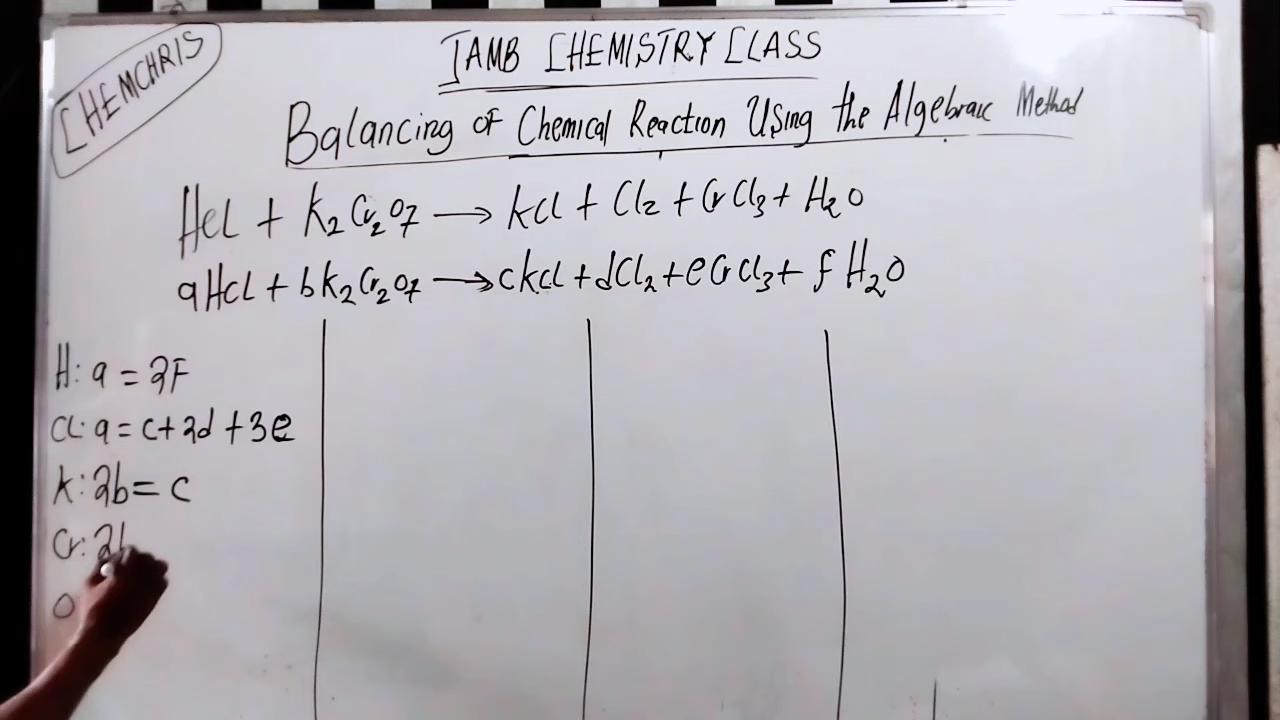 CHEMCHRIS
JAMB CHEMISTRY CLASS
Balancing of Chemical Reaction Using the Algebraic Method
HCl + K₂Cr₂O₇ → KCl + Cl₂ + CrCl₃ + H₂O
aHCl + bK₂Cr₂O₇ → cKCl + dCl₂ + eCrCl₃ + f H₂O
H: a = 2F
Cl: a = c + 2d + 3e
K: 2b = c
Cr: 2b
O